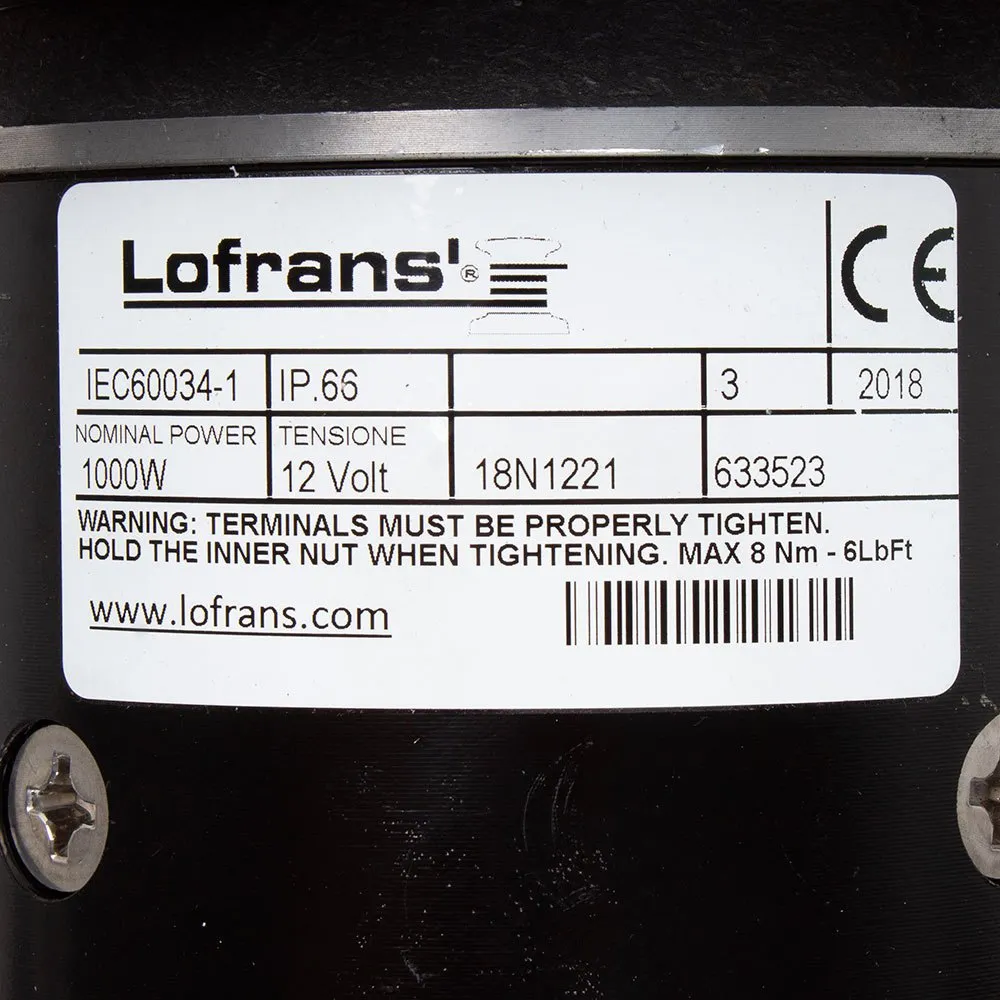 Lofrans'® CE
IEC60034-1 IP.66 3 2018
NOMINAL POWER TENSIONE
1000W 12 Volt 18N1221 633523
WARNING: TERMINALS MUST BE PROPERLY TIGHTEN.
HOLD THE INNER NUT WHEN TIGHTENING. MAX 8 Nm - 6LbFt
www.lofrans.com